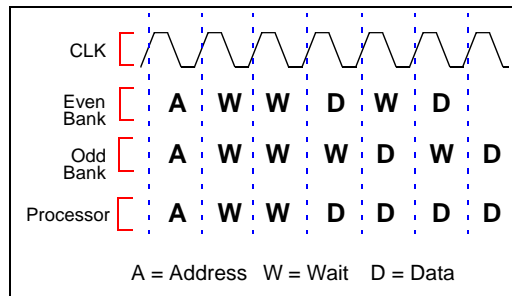 CLK
Even Bank A W W D W D
Odd Bank A W W W D W D
Processor A W W D D D D
A = Address W = Wait D = Data